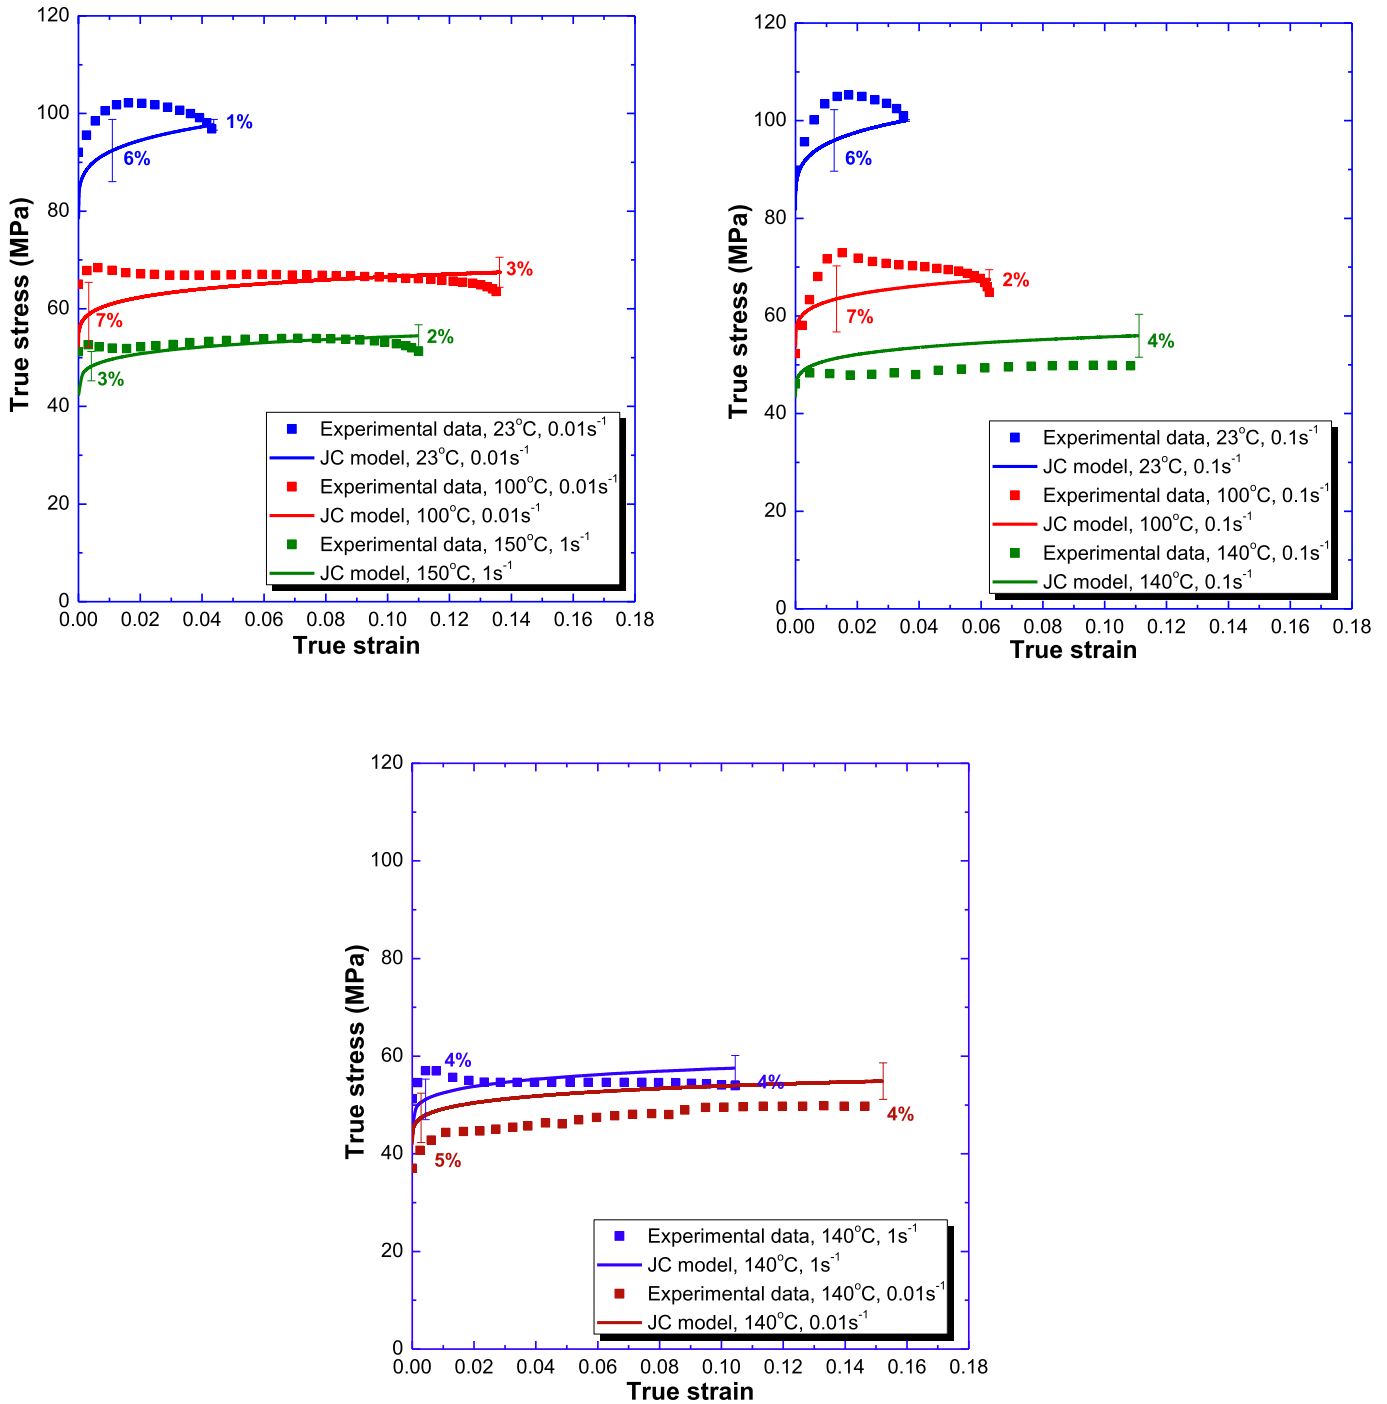 120
100
80
60
40
20
0
True stress (MPa)
1%
6%
3%
7%
2%
3%
Experimental data, 23°C, 0.01s⁻¹
JC model, 23°C, 0.01s⁻¹
Experimental data, 100°C, 0.01s⁻¹
JC model, 100°C, 0.01s⁻¹
Experimental data, 150°C, 1s⁻¹
JC model, 150°C, 1s⁻¹
0.00 0.02 0.04 0.06 0.08 0.10 0.12 0.14 0.16 0.18
True strain
120
100
80
60
40
20
0
True stress (MPa)
6%
2%
7%
4%
Experimental data, 23°C, 0.1s⁻¹
JC model, 23°C, 0.1s⁻¹
Experimental data, 100°C, 0.1s⁻¹
JC model, 100°C, 0.1s⁻¹
Experimental data, 140°C, 0.1s⁻¹
JC model, 140°C, 0.1s⁻¹
0.00 0.02 0.04 0.06 0.08 0.10 0.12 0.14 0.16 0.18
True strain
120
100
80
60
40
20
0
True stress (MPa)
4%
4%
4%
5%
Experimental data, 140°C, 1s⁻¹
JC model, 140°C, 1s⁻¹
Experimental data, 140°C, 0.01s⁻¹
JC model, 140°C, 0.01s⁻¹
0.00 0.02 0.04 0.06 0.08 0.10 0.12 0.14 0.16 0.18
True strain